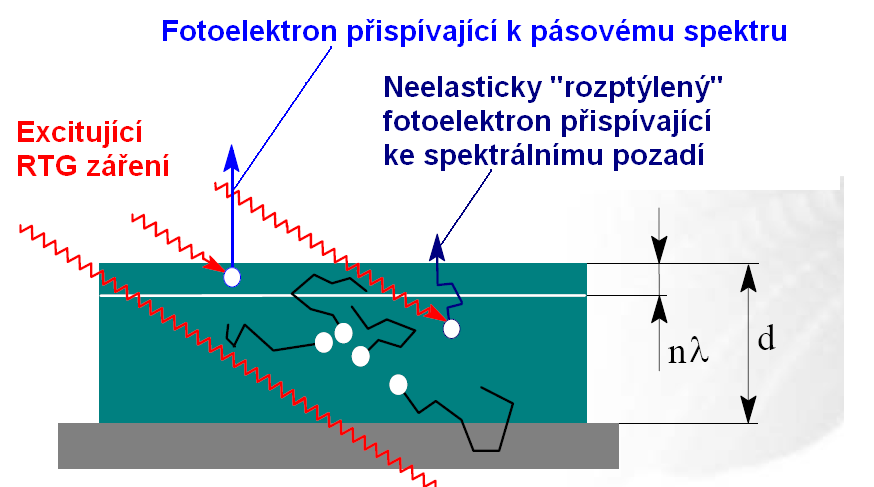 Fotoelektron přispívající k pásovému spektru
Neelasticky "rozptýlený"
fotoelektron přispívající
ke spektrálnímu pozadí
Excitující
RTG záření
nλ
d